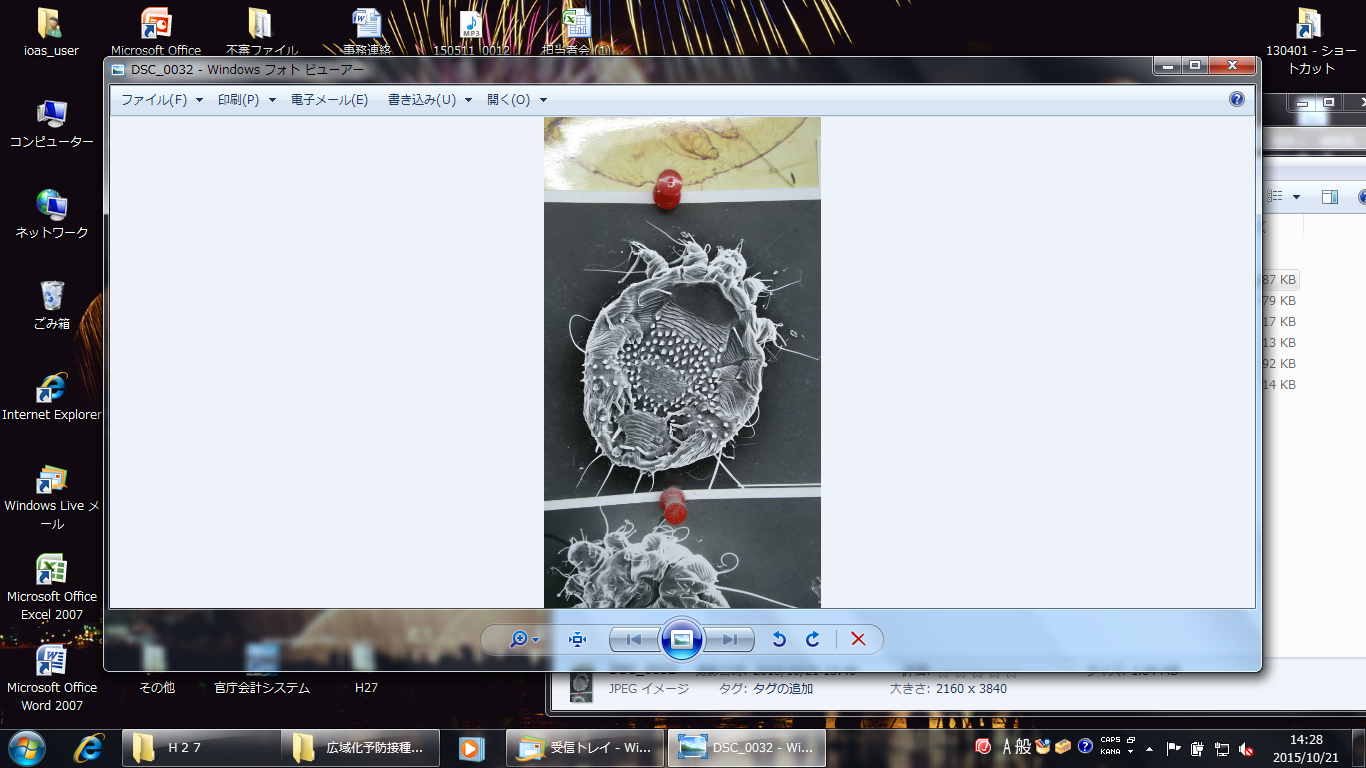 ioas_user
Microsoft Office
不審ファイル
事務連絡
150511_0012
担当者会(1)
130401 - ショー
トカット
コンピューター
ネットワーク
ごみ箱
Internet Explorer
Windows Live メ
ール
Microsoft Office
Excel 2007
Microsoft Office
Word 2007
DSC_0032 - Windows フォト ビューアー
ファイル(F)
印刷(P)
電子メール(E)
書き込み(U)
開く(O)
87 KB
79 KB
17 KB
13 KB
92 KB
14 KB
その他
官庁会計システム
H27
JPEG イメージ
タグ: タグの追加
大きさ: 2160 x 3840
Ｈ２７
広域化予防接種...
受信トレイ - Wi...
DSC_0032 - Wi...
A 般
CAPS
KANA
14:28
2015/10/21